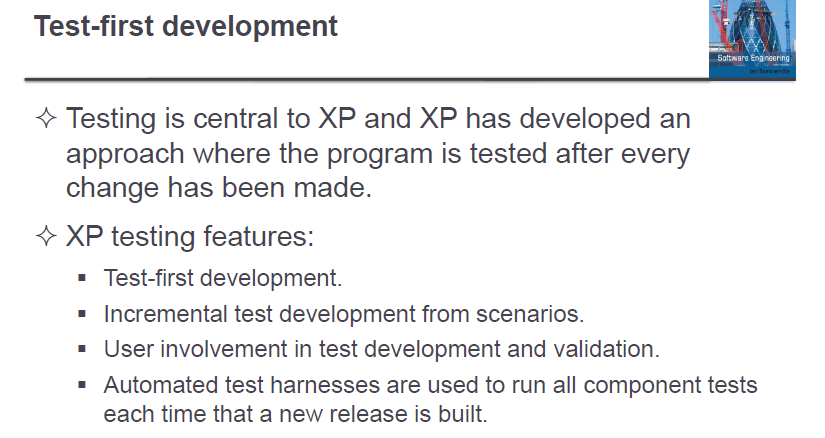 Test-first development
Software Engineering
Testing is central to XP and XP has developed an
approach where the program is tested after every
change has been made.
XP testing features:
Test-first development.
Incremental test development from scenarios.
User involvement in test development and validation.
Automated test harnesses are used to run all component tests
each time that a new release is built.